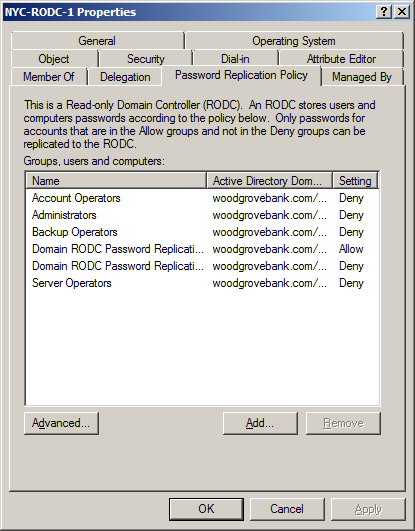 NYC-RODC-1 Properties
General Operating System
Object Security Dial-in Attribute Editor
Member Of Delegation Password Replication Policy Managed By
This is a Read-only Domain Controller (RODC). An RODC stores users and
computers passwords according to the policy below. Only passwords for
accounts that are in the Allow groups and not in the Deny groups can be
replicated to the RODC.
Groups, users and computers:
Name Active Directory Dom... Setting
Account Operators woodgrovebank.com/... Deny
Administrators woodgrovebank.com/... Deny
Backup Operators woodgrovebank.com/... Deny
Domain RODC Password Replicati... woodgrovebank.com/... Allow
Domain RODC Password Replicati... woodgrovebank.com/... Deny
Server Operators woodgrovebank.com/... Deny
Advanced... Add... Remove
OK Cancel Apply